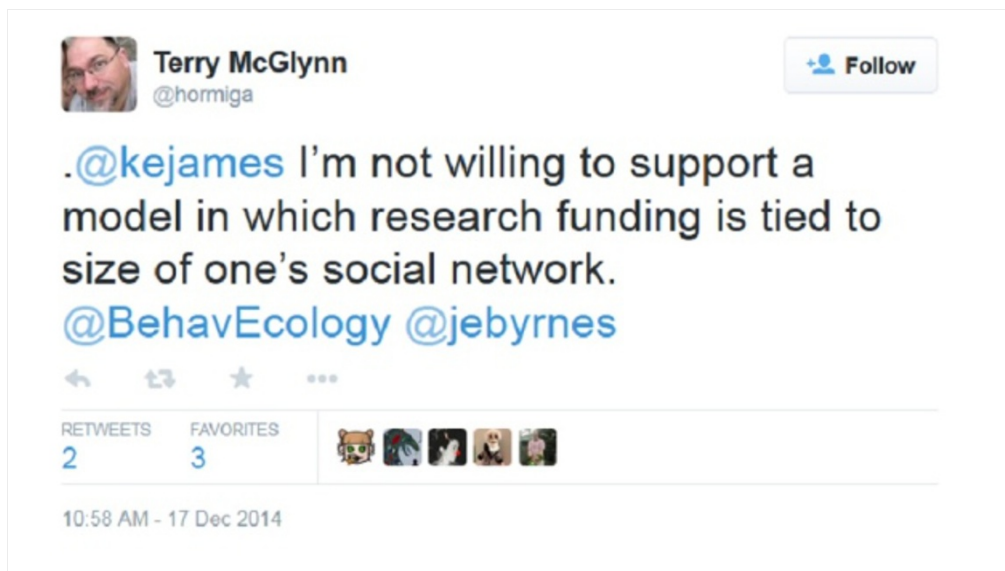 Terry McGlynn
@hormiga
Follow
.@kejames I’m not willing to support a
model in which research funding is tied to
size of one’s social network.
@BehavEcology @jebyrnes
RETWEETS FAVORITES
2 3
10:58 AM - 17 Dec 2014